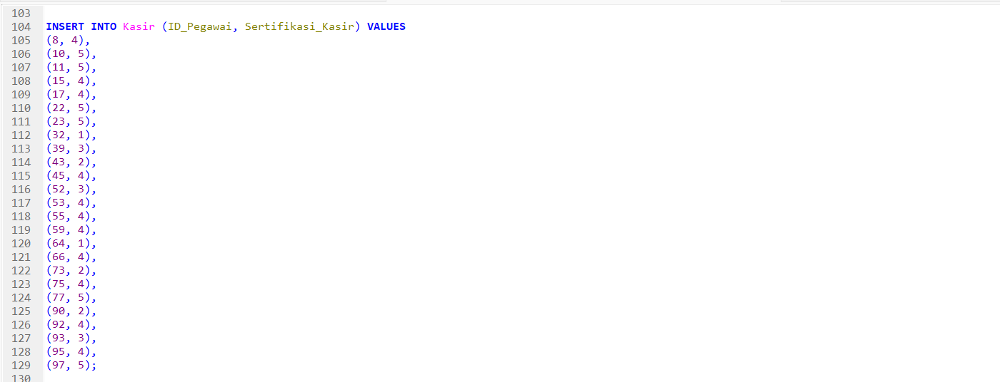 103
104 INSERT INTO Kasir (ID_Pegawai, Sertifikasi_Kasir) VALUES
105 (8, 4),
106 (10, 5),
107 (11, 5),
108 (15, 4),
109 (17, 4),
110 (22, 5),
111 (23, 5),
112 (32, 1),
113 (39, 3),
114 (43, 2),
115 (45, 4),
116 (52, 3),
117 (53, 4),
118 (55, 4),
119 (59, 4),
120 (64, 1),
121 (66, 4),
122 (73, 2),
123 (75, 4),
124 (77, 5),
125 (90, 2),
126 (92, 4),
127 (93, 3),
128 (95, 4),
129 (97, 5);
130